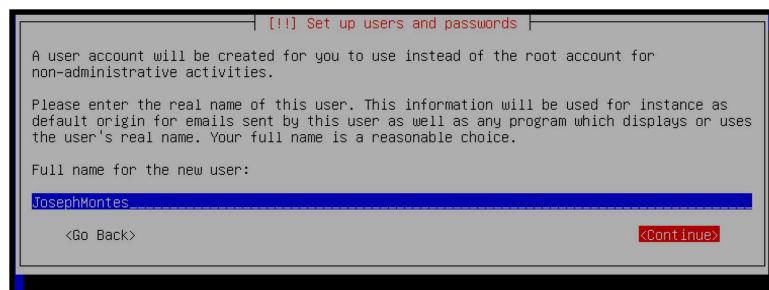 [!!] Set up users and passwords
A user account will be created for you to use instead of the root account for
non-administrative activities.
Please enter the real name of this user. This information will be used for instance as
default origin for emails sent by this user as well as any program which displays or uses
the user's real name. Your full name is a reasonable choice.
Full name for the new user:
JosephMontes
<Go Back> <Continue>